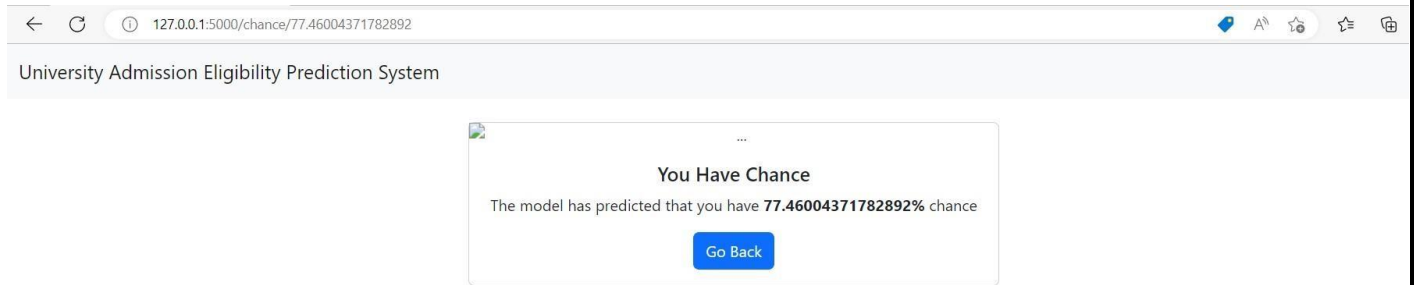 127.0.0.1:5000/chance/77.46004371782892
University Admission Eligibility Prediction System
...
You Have Chance
The model has predicted that you have 77.46004371782892% chance
Go Back